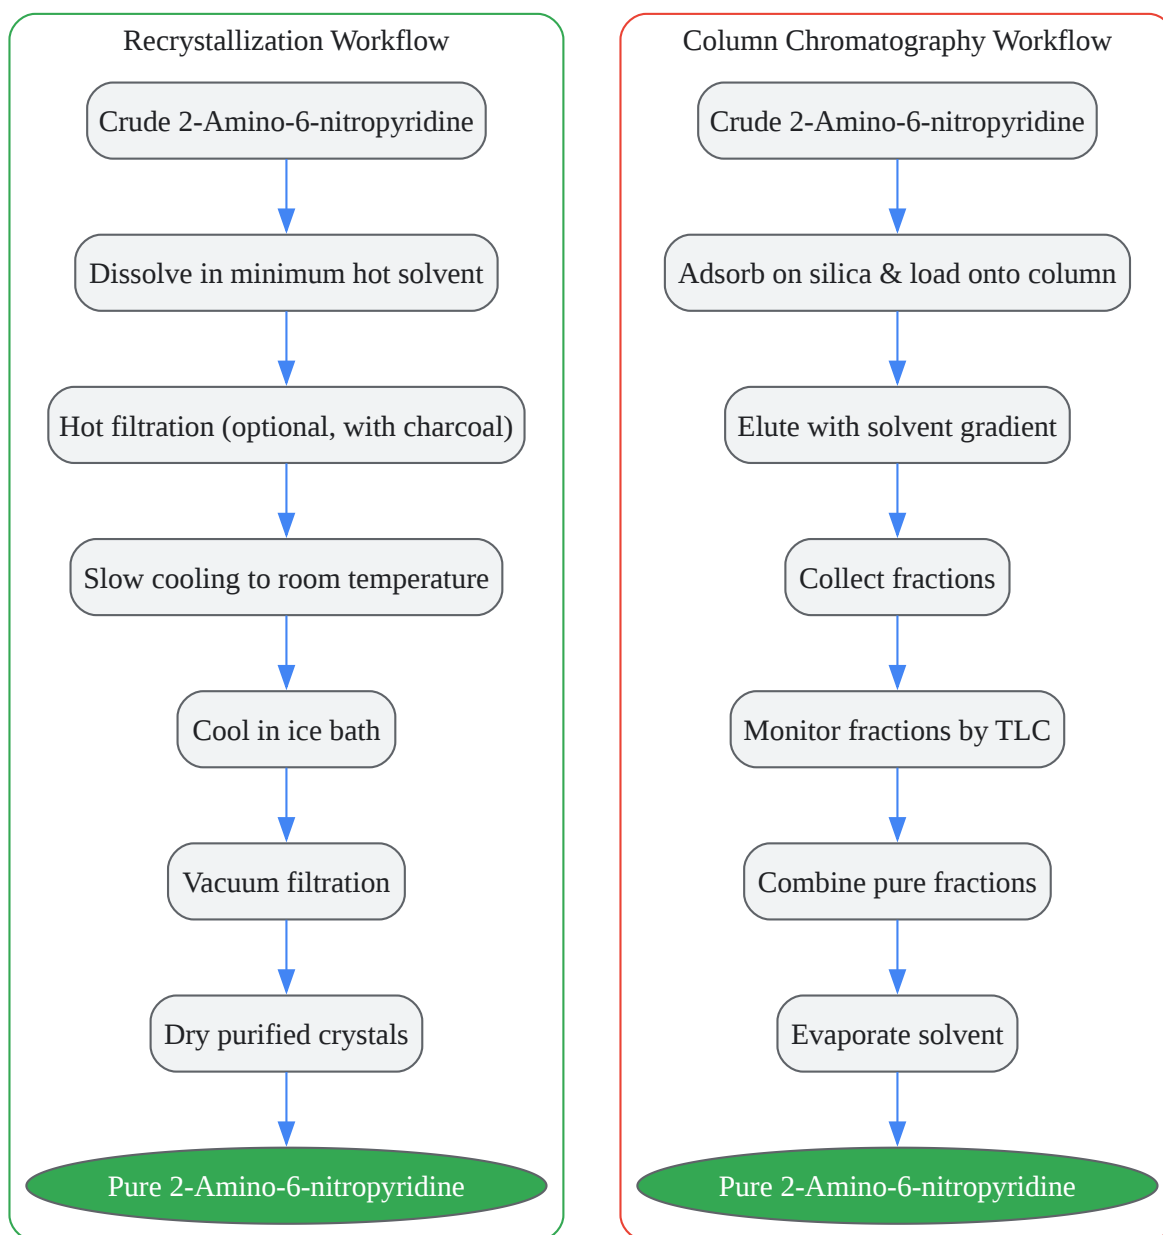 Recrystallization Workflow
Crude 2-Amino-6-nitropyridine
Dissolve in minimum hot solvent
Hot filtration (optional, with charcoal)
Slow cooling to room temperature
Cool in ice bath
Vacuum filtration
Dry purified crystals
Pure 2-Amino-6-nitropyridine
Column Chromatography Workflow
Crude 2-Amino-6-nitropyridine
Adsorb on silica & load onto column
Elute with solvent gradient
Collect fractions
Monitor fractions by TLC
Combine pure fractions
Evaporate solvent
Pure 2-Amino-6-nitropyridine